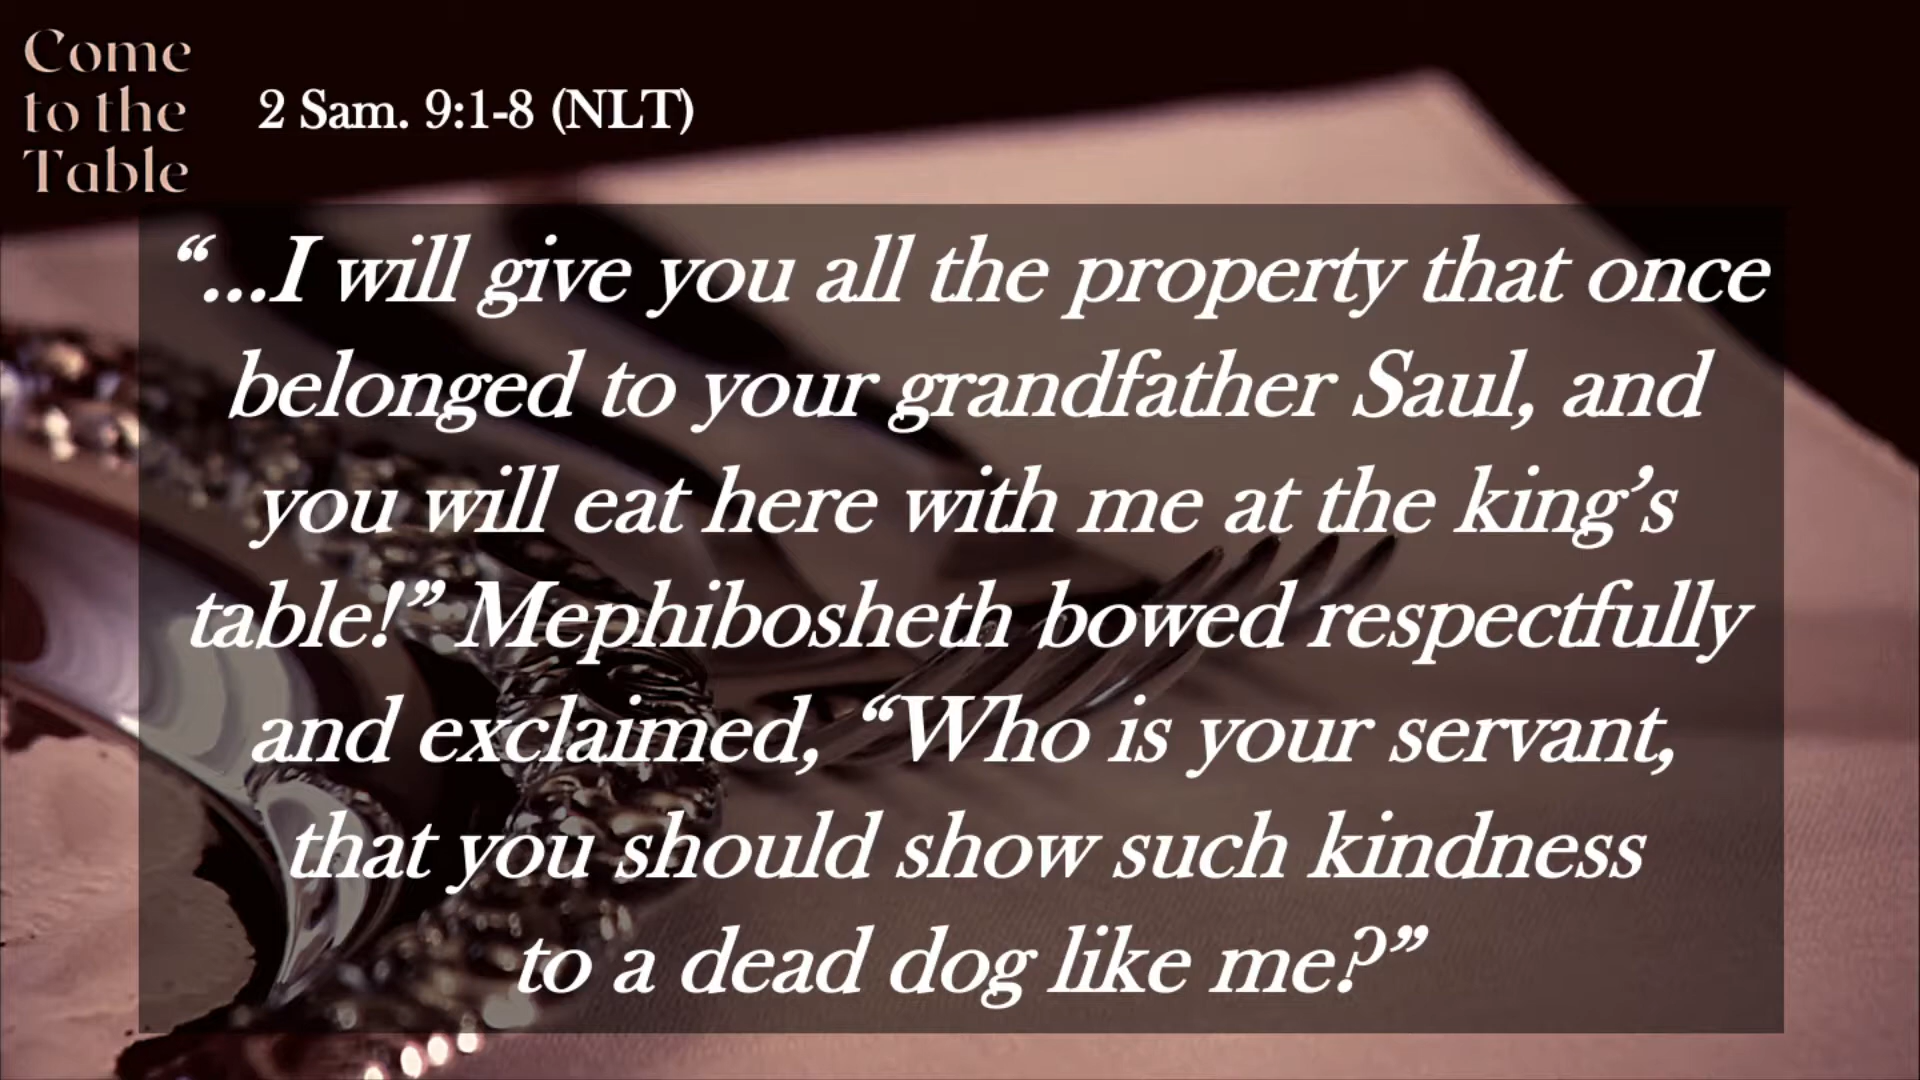 Come
to the
Table
2 Sam. 9:1-8 (NLT)
“...I will give you all the property that once
belonged to your grandfather Saul, and
you will eat here with me at the king’s
table!” Mephibosheth bowed respectfully
and exclaimed, “Who is your servant,
that you should show such kindness
to a dead dog like me?”